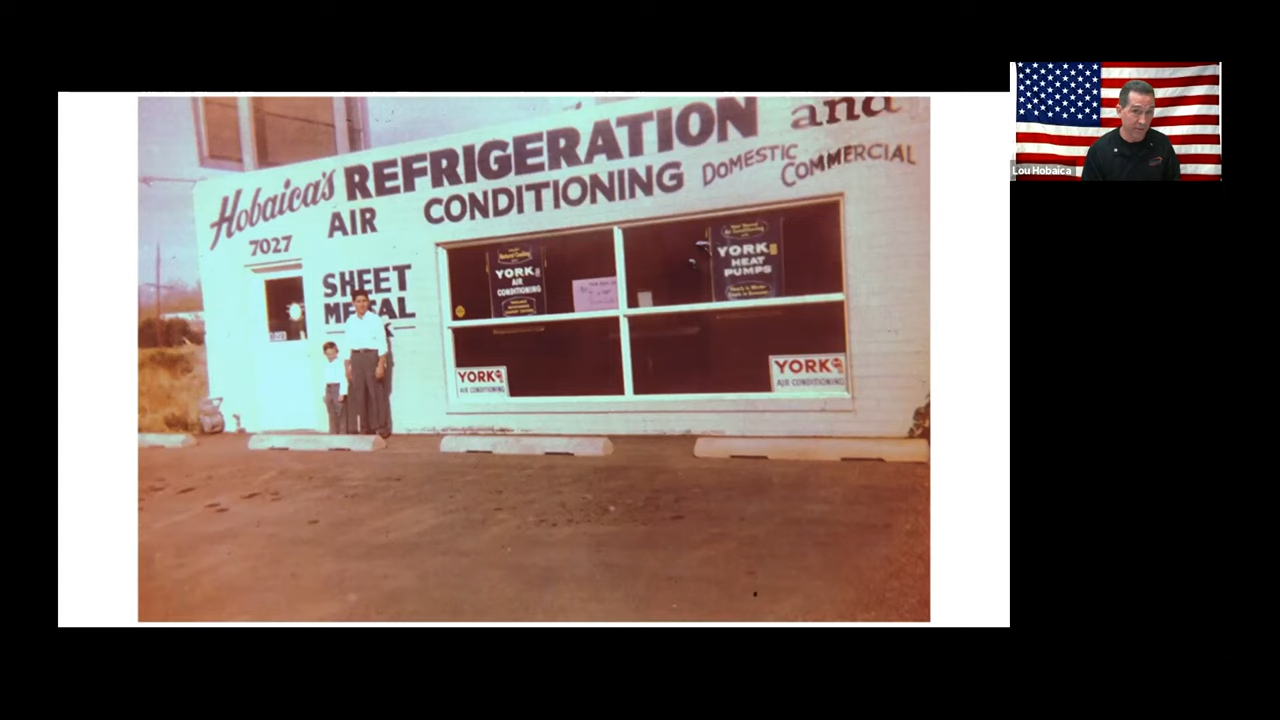 Hobaica's REFRIGERATION and
AIR CONDITIONING DOMESTIC COMMERCIAL
7027
SHEET
METAL
YORK
AIR
CONDITIONING
YORK
HEAT
PUMPS
YORK
AIR CONDITIONING
YORK
AIR CONDITIONING
Lou Hobaica